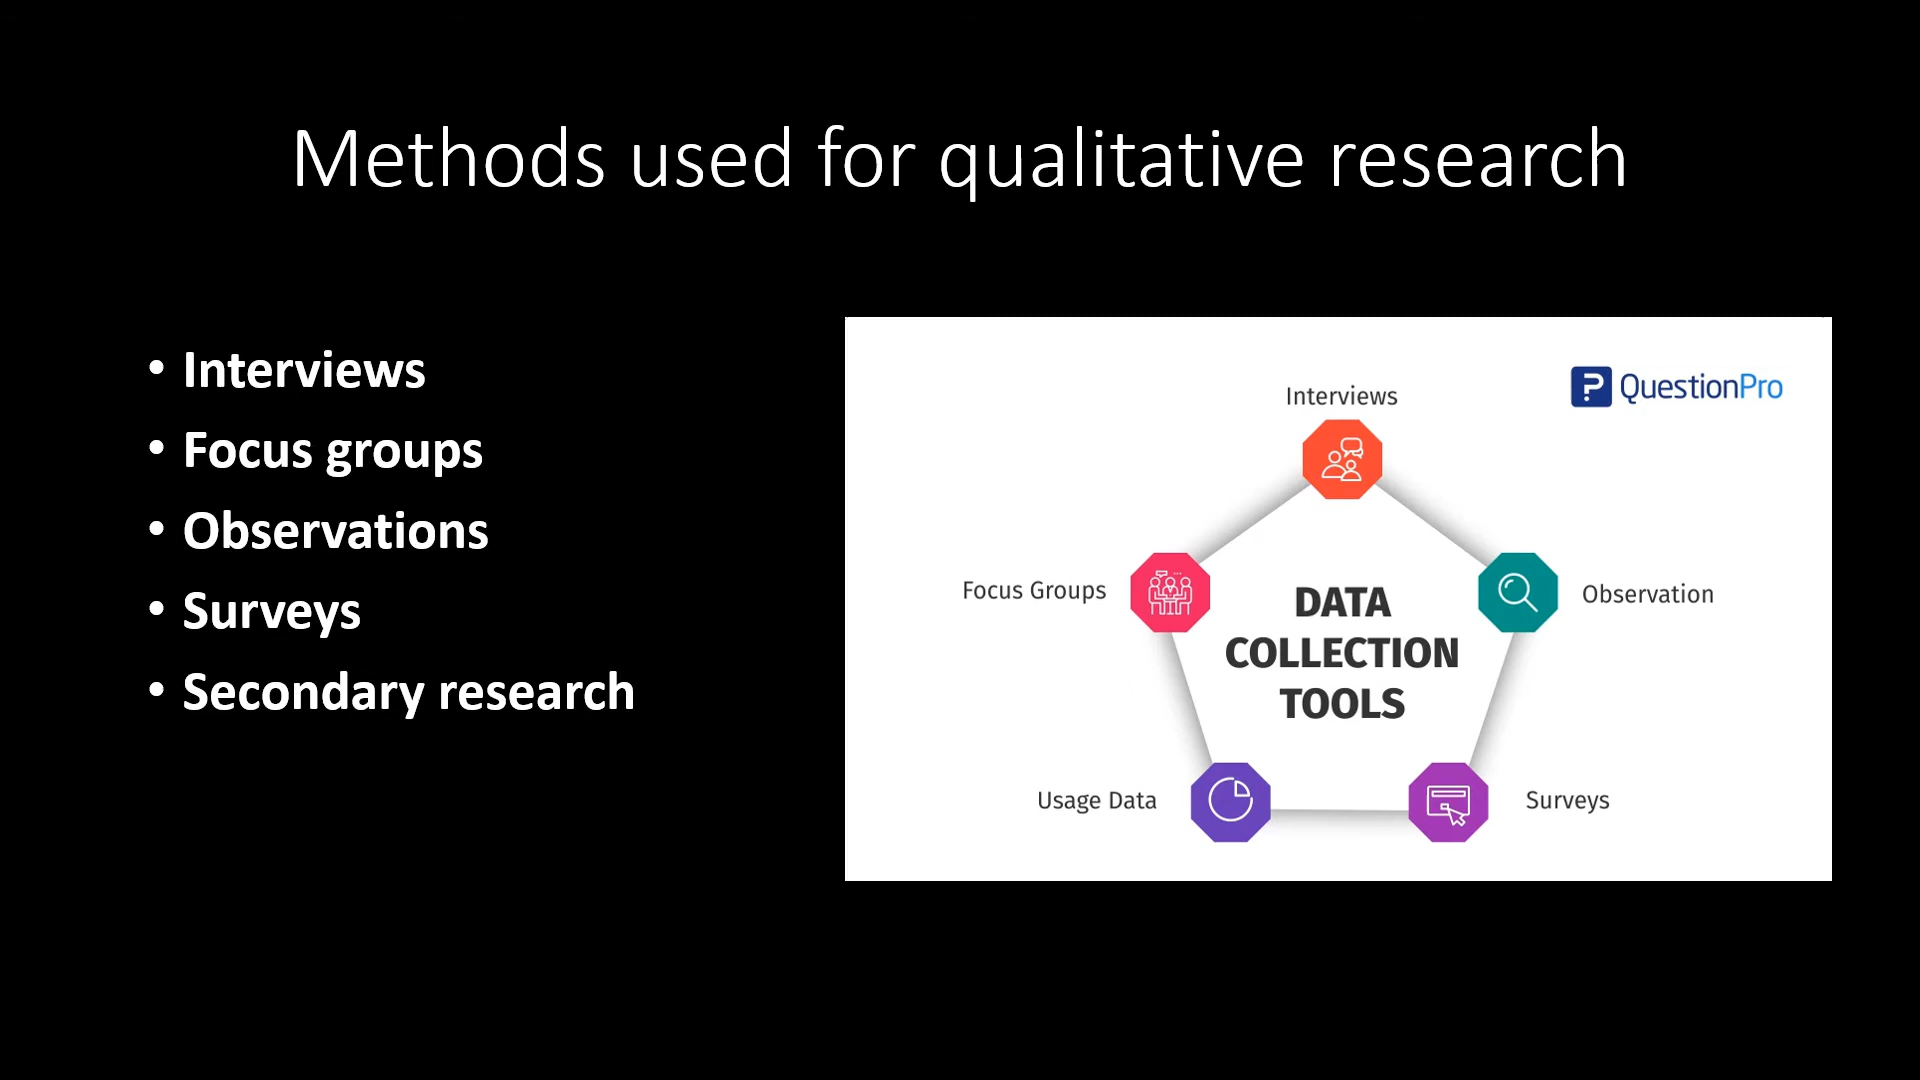 Methods used for qualitative research
• Interviews
• Focus groups
• Observations
• Surveys
• Secondary research
QuestionPro
Interviews
Focus Groups
Observation
DATA
COLLECTION
TOOLS
Usage Data
Surveys